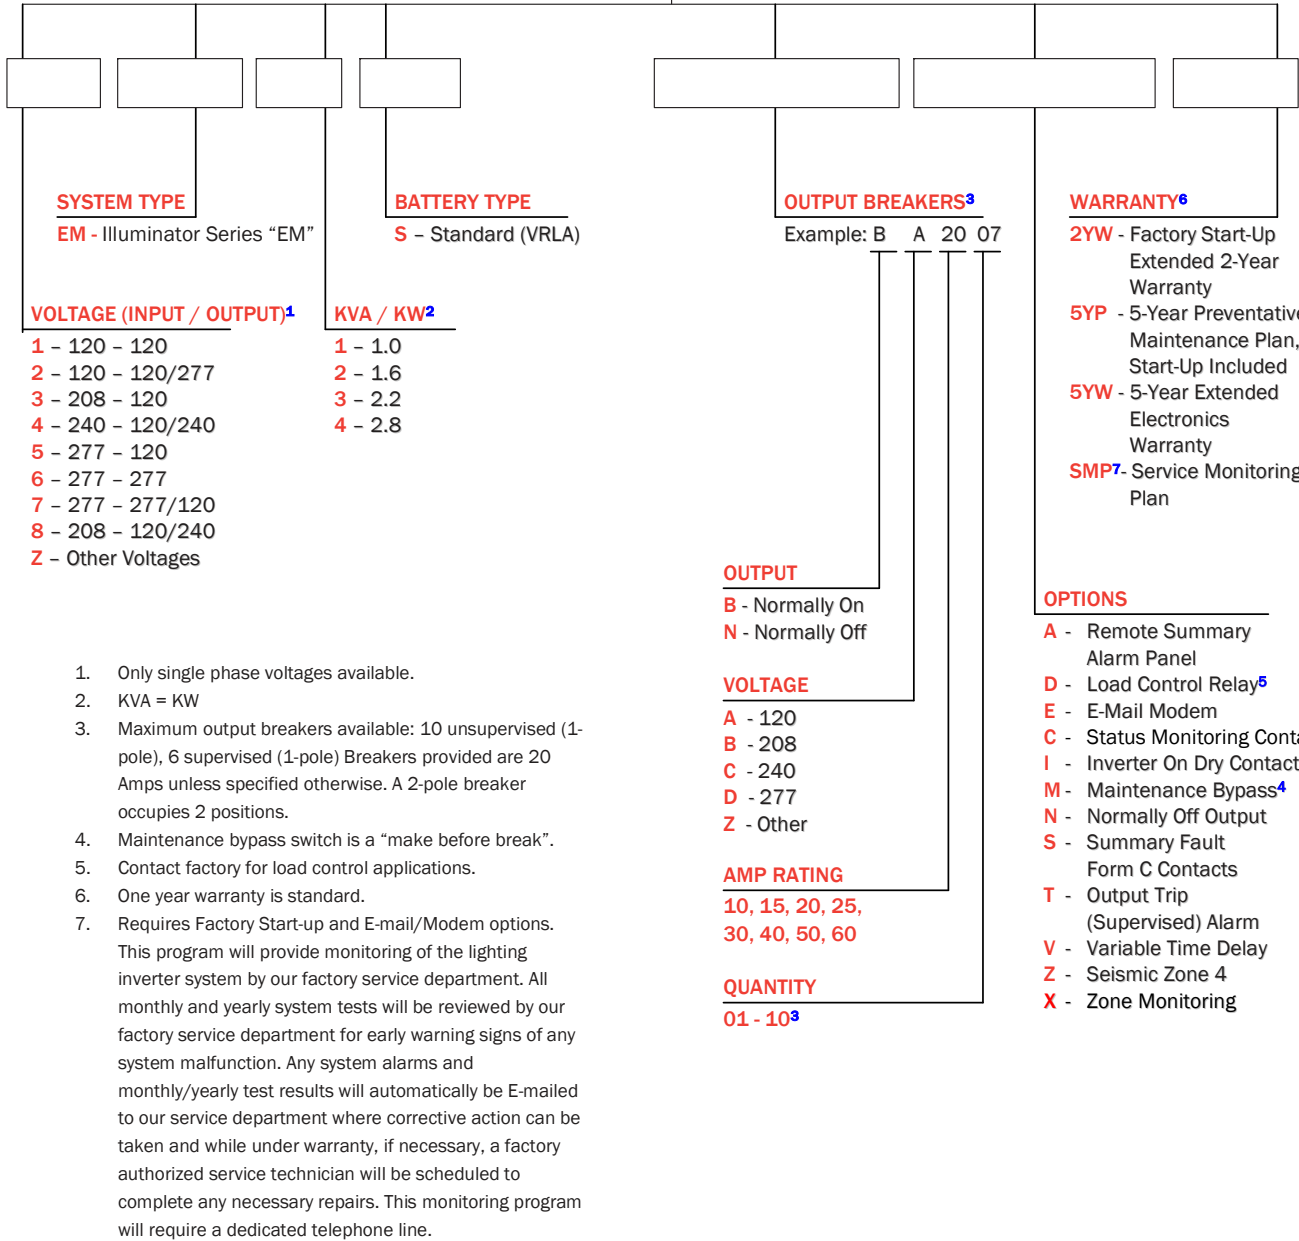 SYSTEM TYPE
EM - Illuminator Series “EM”
BATTERY TYPE
S – Standard (VRLA)
VOLTAGE (INPUT / OUTPUT)1
1 – 120 – 120
2 – 120 – 120/277
3 – 208 – 120
4 – 240 – 120/240
5 – 277 – 120
6 – 277 – 277
7 – 277 – 277/120
8 – 208 – 120/240
Z – Other Voltages
KVA / KW2
1 – 1.0
2 – 1.6
3 – 2.2
4 – 2.8
OUTPUT BREAKERS3
Example: B A 20 07
OUTPUT
B - Normally On
N - Normally Off
VOLTAGE
A - 120
B - 208
C - 240
D - 277
Z - Other
AMP RATING
10, 15, 20, 25,
30, 40, 50, 60
QUANTITY
01 - 103
WARRANTY6
2YW - Factory Start-Up
Extended 2-Year
Warranty
5YP - 5-Year Preventative
Maintenance Plan,
Start-Up Included
5YW - 5-Year Extended
Electronics
Warranty
SMP7- Service Monitoring
Plan
OPTIONS
A - Remote Summary
Alarm Panel
D - Load Control Relay5
E - E-Mail Modem
C - Status Monitoring
I - Inverter On Dry Contact
M - Maintenance Bypass4
N - Normally Off Output
S - Summary Fault
Form C Contacts
T - Output Trip
(Supervised) Alarm
V - Variable Time Delay
Z - Seismic Zone 4
X - Zone Monitoring
1. Only single phase voltages available.
2. KVA = KW
3. Maximum output breakers available: 10 unsupervised (1-
pole), 6 supervised (1-pole) Breakers provided are 20
Amps unless specified otherwise. A 2-pole breaker
occupies 2 positions.
4. Maintenance bypass switch is a “make before break”.
5. Contact factory for load control applications.
6. One year warranty is standard.
7. Requires Factory Start-up and E-mail/Modem options.
This program will provide monitoring of the lighting
inverter system by our factory service department. All
monthly and yearly system tests will be reviewed by our
factory service department for early warning signs of any
system malfunction. Any system alarms and
monthly/yearly test results will automatically be E-mailed
to our service department where corrective action can be
taken and while under warranty, if necessary, a factory
authorized service technician will be scheduled to
complete any necessary repairs. This monitoring program
will require a dedicated telephone line.